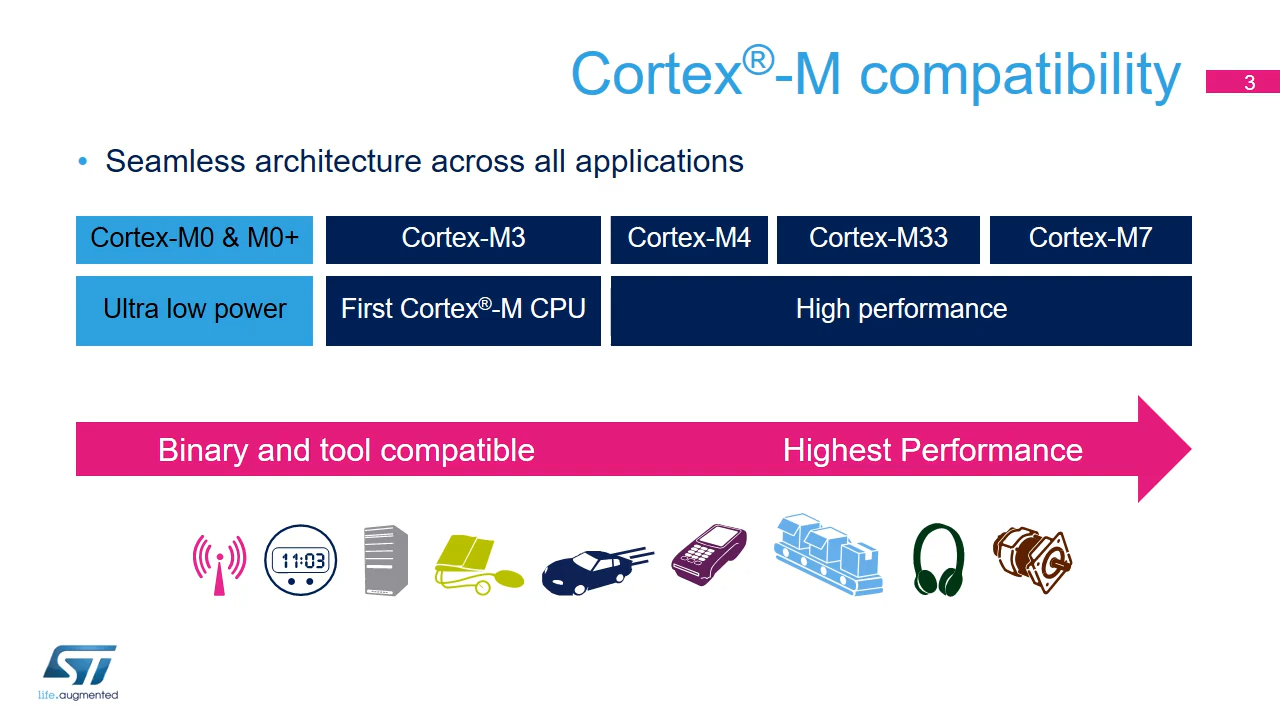 Cortex®-M compatibility
3
• Seamless architecture across all applications
Cortex-M0 & M0+
Cortex-M3
Cortex-M4
Cortex-M33
Cortex-M7
Ultra low power
First Cortex®-M CPU
High performance
Binary and tool compatible
Highest Performance
11:03
ST
life.augmented